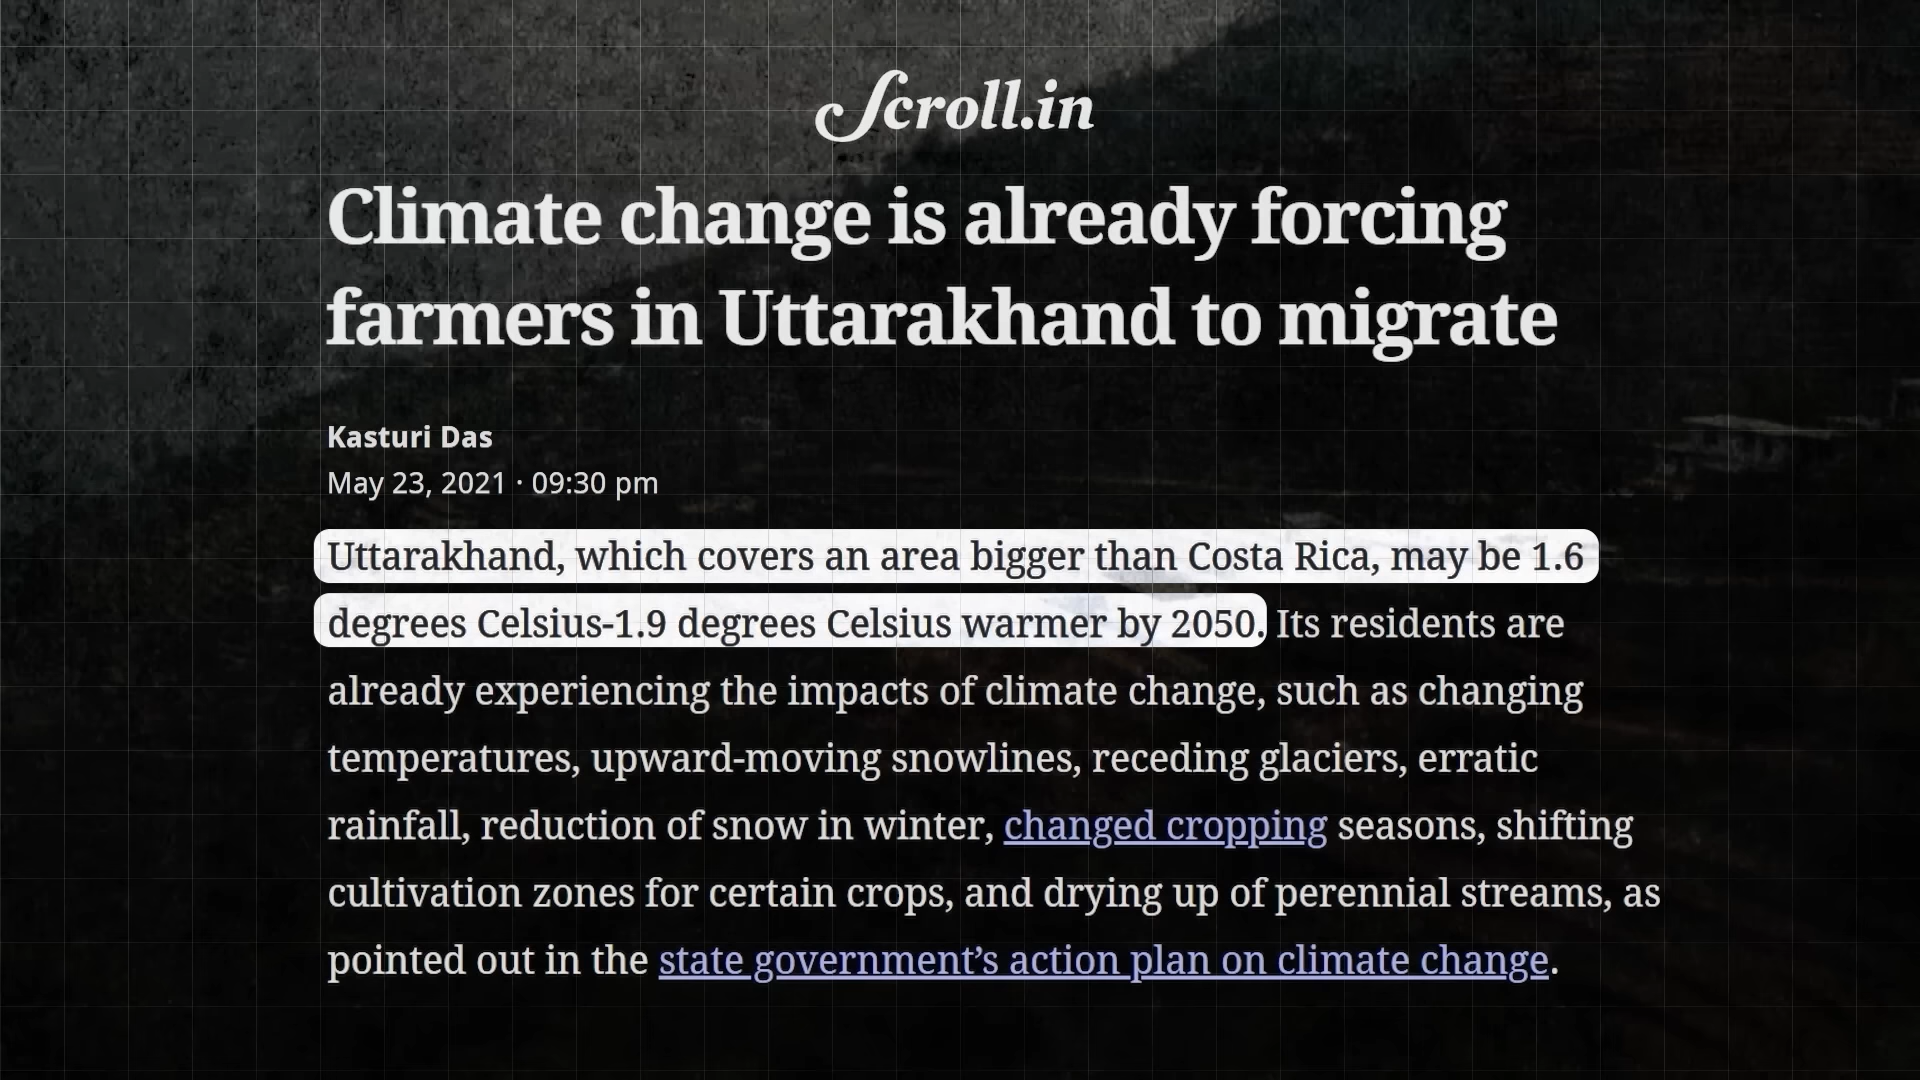 Scroll.in
Climate change is already forcing
farmers in Uttarakhand to migrate
Kasturi Das
May 23, 2021 · 09:30 pm
Uttarakhand, which covers an area bigger than Costa Rica, may be 1.6
degrees Celsius-1.9 degrees Celsius warmer by 2050. Its residents are
already experiencing the impacts of climate change, such as changing
temperatures, upward-moving snowlines, receding glaciers, erratic
rainfall, reduction of snow in winter, changed cropping seasons, shifting
cultivation zones for certain crops, and drying up of perennial streams, as
pointed out in the state government’s action plan on climate change.